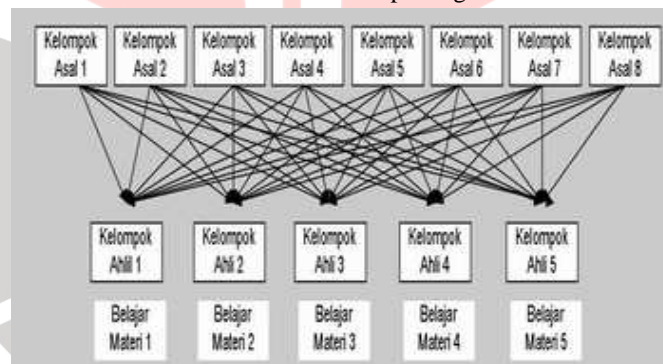 Kelompok
Asal 1
Kelompok
Asal 2
Kelompok
Asal 3
Kelompok
Asal 4
Kelompok
Asal 5
Kelompok
Asal 6
Kelompok
Asal 7
Kelompok
Asal 8
Kelompok
Ahlil 1
Kelompok
Ahli 2
Kelompok
Ahli 3
Kelompok
Ahli 4
Kelompok
Ahli 5
Belajar
Materi 1
Belajar
Materi 2
Belajar
Materi 3
Belajar
Materi 4
Belajar
Materi 5